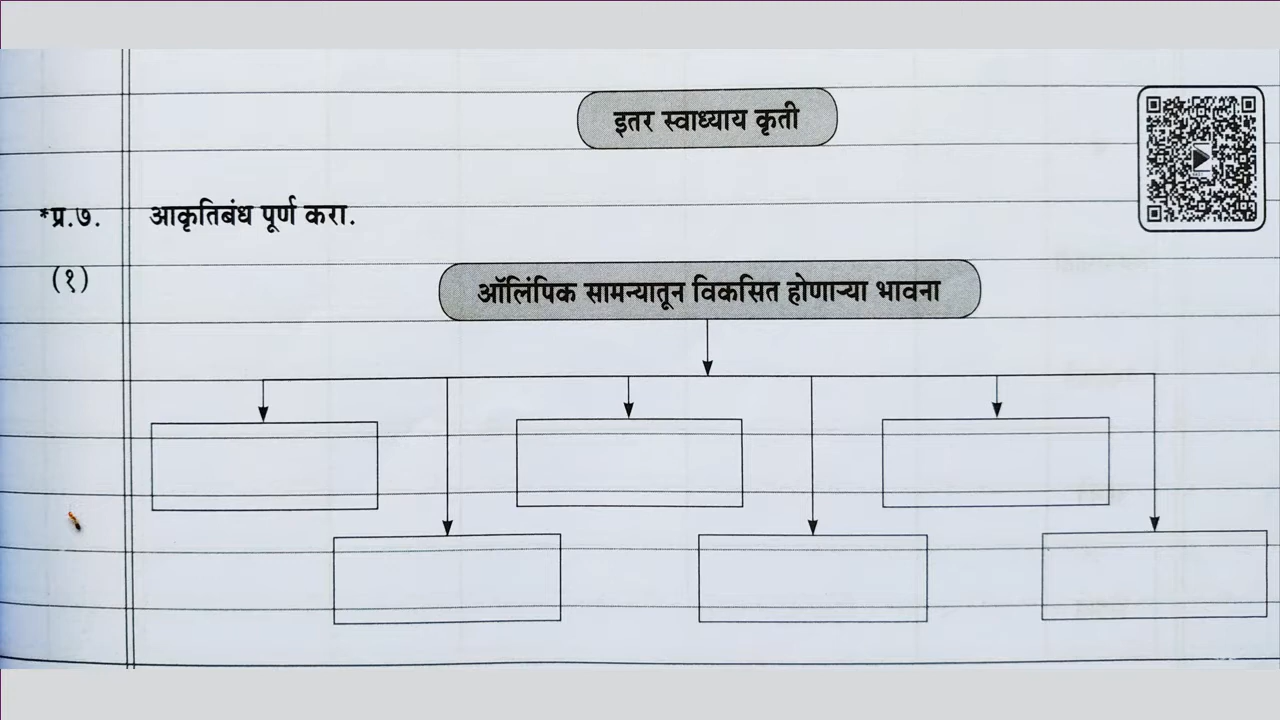 इतर स्वाध्याय कृती
*प्र.७. आकृतिबंध पूर्ण करा.
(१)
ऑलिंपिक सामन्यातून विकसित होणाऱ्या भावना